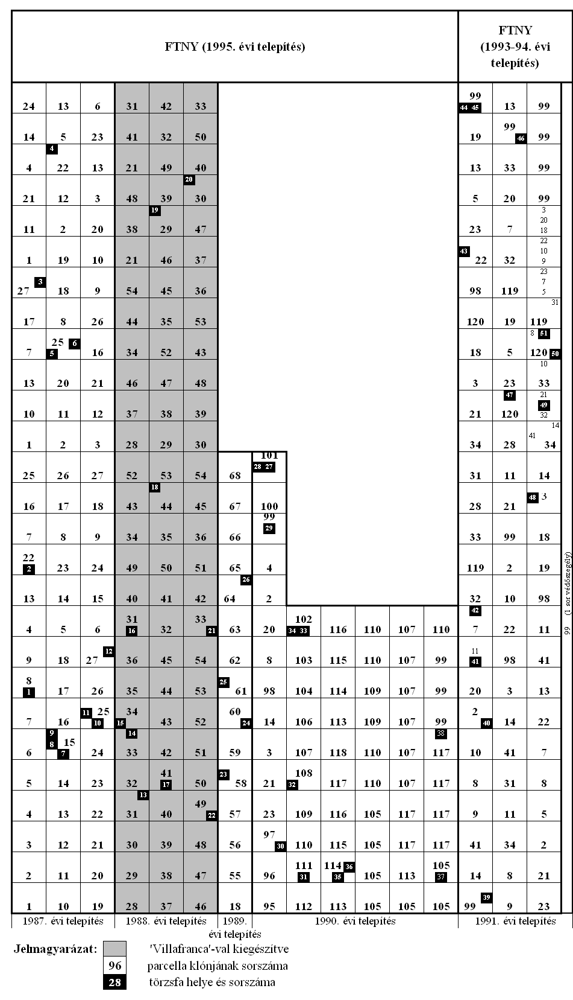 FTNY (1995. évi telepítés)
FTNY
(1993-94. évi
telepítés)
99
24 13 6 31 42 33 44 45 13 99
99
14 5 23 41 32 50 19 46 99
4
4 22 13 21 49 40 13 33 99
20
21 12 3 48 39 30 5 20 99
19 3
20
11 2 20 38 29 47 23 7 18
22
43 10
1 19 10 21 46 37 22 32 9
3 23
7
27 18 9 54 45 36 98 119 5
31
17 8 26 44 35 53 120 19 119
25 6 8 51
7 5 16 34 52 43 18 5 120 50
10
13 20 21 46 47 48 3 23 33
47 21
49
10 11 12 37 38 39 21 120 32
14
41
1 2 3 28 29 30 34 28 34
101
28 27
25 26 27 52 53 54 68 31 11 14
18
48 3
16 17 18 43 44 45 67 100 28 21
99
29
7 8 9 34 35 36 66 33 99 18
22
2 23 24 49 50 51 65 4 119 2 19
26
13 14 15 40 41 42 64 2 32 10 98
31 33 102 42
4 5 6 16 32 21 63 20 34 33 116 110 107 110 7 22 11
12 11
9 18 27 36 45 54 62 8 103 115 110 107 99 41 98 41
8 25
1 17 26 35 44 53 61 98 104 114 109 107 99 20 3 13
11 25 34 60 2
7 16 10 15 43 52 24 14 106 113 109 107 99 40 14 22
9 14 38
8 15
6 7 24 33 42 51 59 3 107 118 110 107 117 10 41 7
41 23 108
5 14 23 32 17 50 58 21 32 117 110 107 117 8 31 8
13 49
4 13 22 31 40 22 57 23 109 116 105 117 117 9 11 5
97
3 12 21 30 39 48 56 30 110 115 105 117 117 41 34 2
111 114 36 105
2 11 20 29 38 47 55 96 31 35 105 113 37 14 8 21
39
1 10 19 28 37 46 18 95 112 113 105 105 105 99 9 23
99 (1 sor védőszegély)
1987. évi telepítés 1988. évi telepítés 1989. 1990. évi telepítés 1991. évi telepítés
évi telepítés
Jelmagyarázat: 'Villafranca'-val kiegészítve
96 parcella klónjának sorszáma
28 törzsfa helye és sorszáma